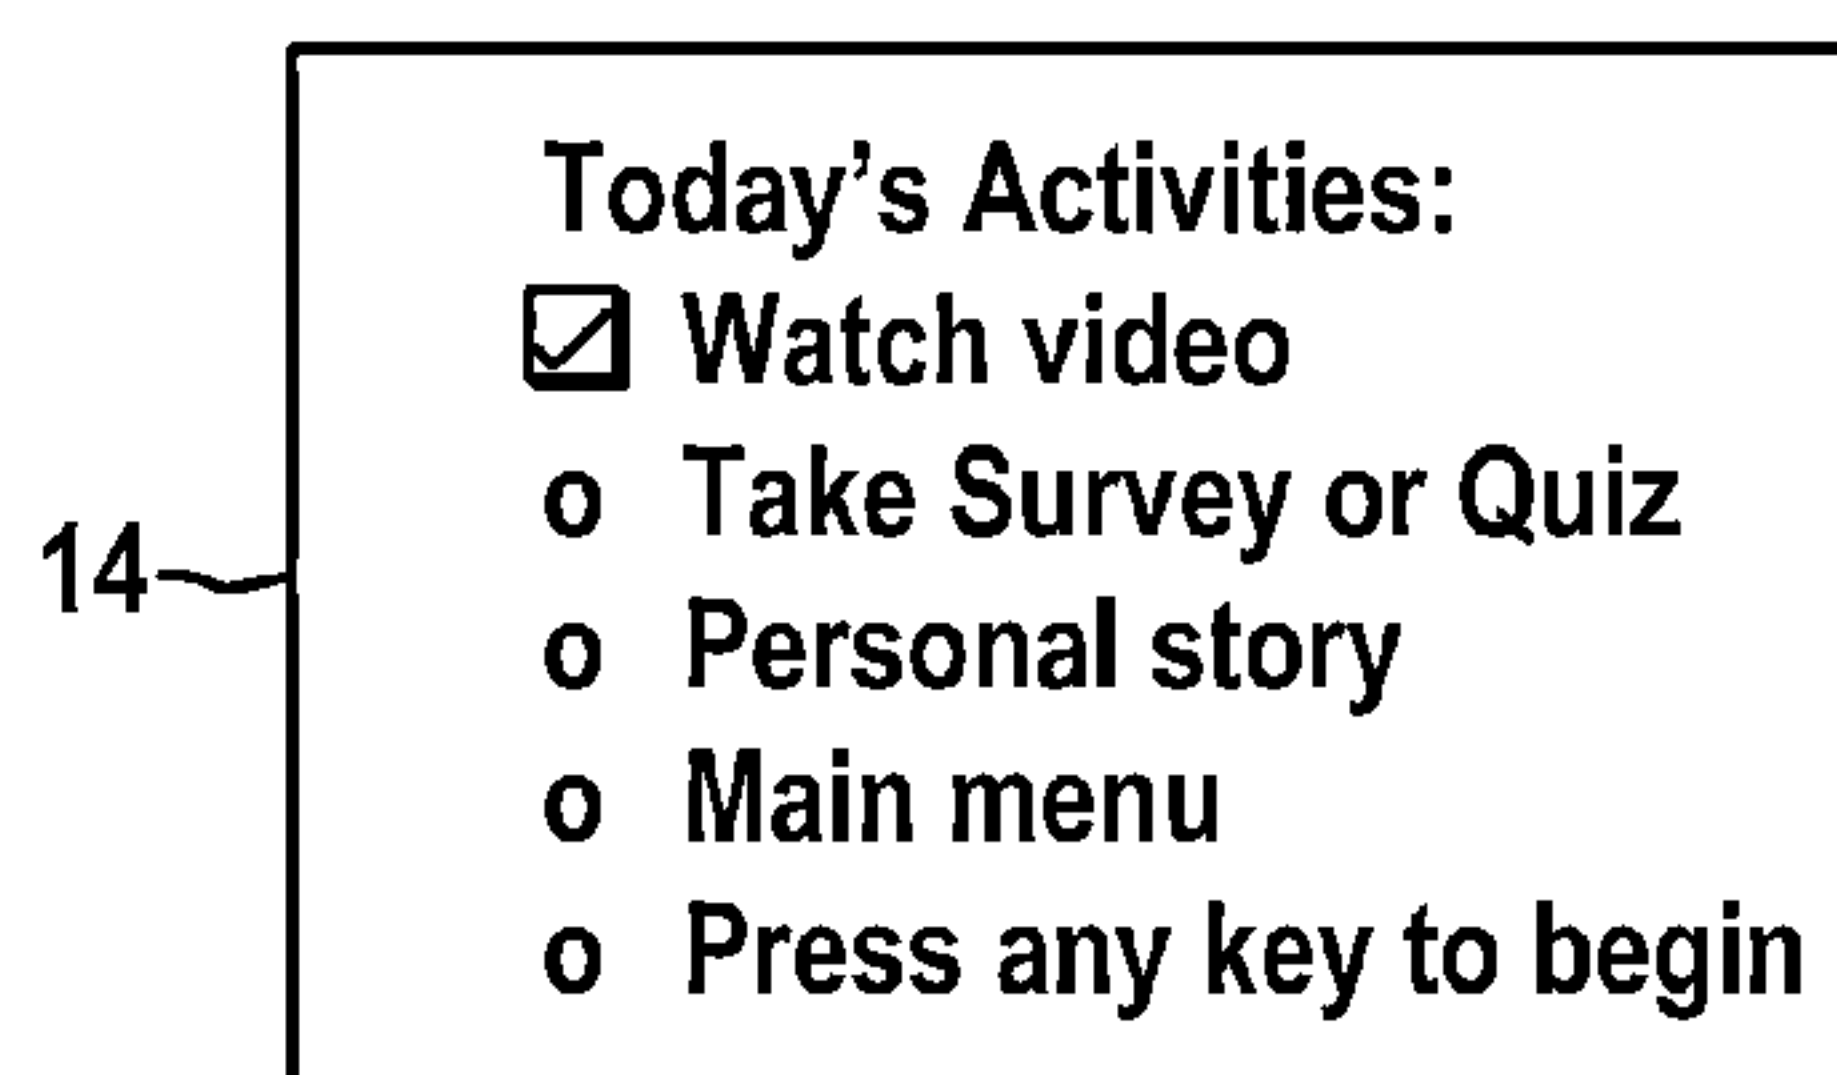 Today's Activities:
☑ Watch video
o Take Survey or Quiz
14
o Personal story
o Main menu
o Press any key to begin